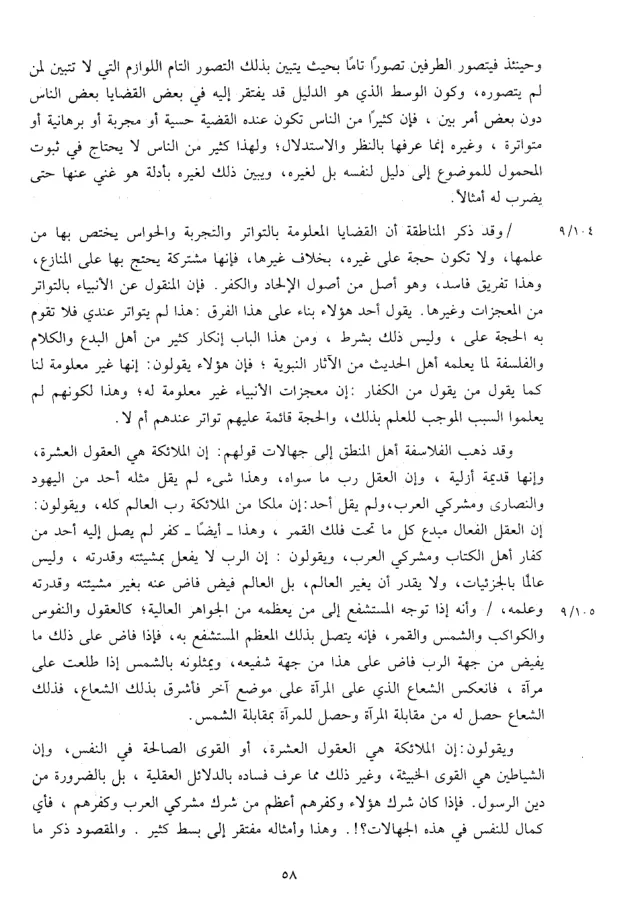 وحينئذ فيتصور الطرفين تصورًا تامًا بحيث يتبين بذلك التصور التام اللوازم التي لا تتبين لمن
لم يتصوره، وكون الوسط الذي هو الدليل قد يفتقر إليه في بعض القضايا بعض الناس
دون بعض أمر بين ، فإن كثيرًا من الناس تكون عنده القضية حسية أو مجربة أو برهانية أو
متواترة ، وغيره إنما عرفها بالنظر والاستدلال؛ ولهذا كثير من الناس لا يحتاج في ثبوت
المحمول للموضوع إلى دليل لنفسه بل لغيره، ويبين ذلك لغيره بأدلة هو غني عنها حتى
يضرب له أمثالاً.
٩/١٠٤ / وقد ذكر المناطقة أن القضايا المعلومة بالتواتر والتجربة والحواس يختص بها من
علمها، ولا تكون حجة على غيره، بخلاف غيرها، فإنها مشتركة يحتج بها على المنازع،
وهذا تفريق فاسد، وهو أصل من أصول الإلحاد والكفر. فإن المنقول عن الأنبياء بالتواتر
من المعجزات وغيرها. يقول أحد هؤلاء بناء على هذا الفرق :هذا لم يتواتر عندي فلا تقوم
به الحجة على ، وليس ذلك بشرط ، ومن هذا الباب إنكار كثير من أهل البدع والكلام
والفلسفة لما يعلمه أهل الحديث من الآثار النبوية ؛ فإن هؤلاء يقولون: إنها غير معلومة لنا
كما يقول من يقول من الكفار :إن معجزات الأنبياء غير معلومة له؛ وهذا لكونهم لم
يعلموا السبب الموجب للعلم بذلك، والحجة قائمة عليهم تواتر عندهم أم لا.
وقد ذهب الفلاسفة أهل المنطق إلى جهالات قولهم: إن الملائكة هي العقول العشرة،
وإنها قديمة أزلية ، وإن العقل رب ما سواه، وهذا شىء لم يقل مثله أحد من اليهود
والنصارى ومشركي العرب،ولم يقل أحد:إن ملكا من الملائكة رب العالم كله، ويقولون:
إن العقل الفعال مبدع كل ما تحت فلك القمر ، وهذا ـ أيضًا ـ كفر لم يصل إليه أحد من
كفار أهل الكتاب ومشركي العرب، ويقولون : إن الرب لا يفعل بمشيئته وقدرته ، وليس
عالمًا بالجزئيات، ولا يقدر أن يغير العالم، بل العالم فيض فاض عنه بغير مشيئته وقدرته
٩/١٠٥ وعلمه، / وأنه إذا توجه المستشفع إلى من يعظمه من الجواهر العالية؛ كالعقول والنفوس
والكواكب والشمس والقمر، فإنه يتصل بذلك المعظم المستشفع به، فإذا فاض على ذلك ما
يفيض من جهة الرب فاض على هذا من جهة شفيعه، ويمثلونه بالشمس إذا طلعت على
مرآة ، فانعكس الشعاع الذي على المرآة على موضع آخر فأشرق بذلك الشعاع، فذلك
الشعاع حصل له من مقابلة المرآة وحصل للمرآة بمقابلة الشمس.
ويقولون:إن الملائكة هي العقول العشرة، أو القوى الصالحة في النفس، وإن
الشياطين هي القوى الخبيثة، وغير ذلك مما عرف فساده بالدلائل العقلية ، بل بالضرورة من
دين الرسول. فإذا كان شرك هؤلاء وكفرهم أعظم من شرك مشركي العرب وكفرهم ، فأي
كمال للنفس في هذه الجهالات؟!. وهذا وأمثاله مفتقر إلى بسط كثير . والمقصود ذكر ما
٥٨